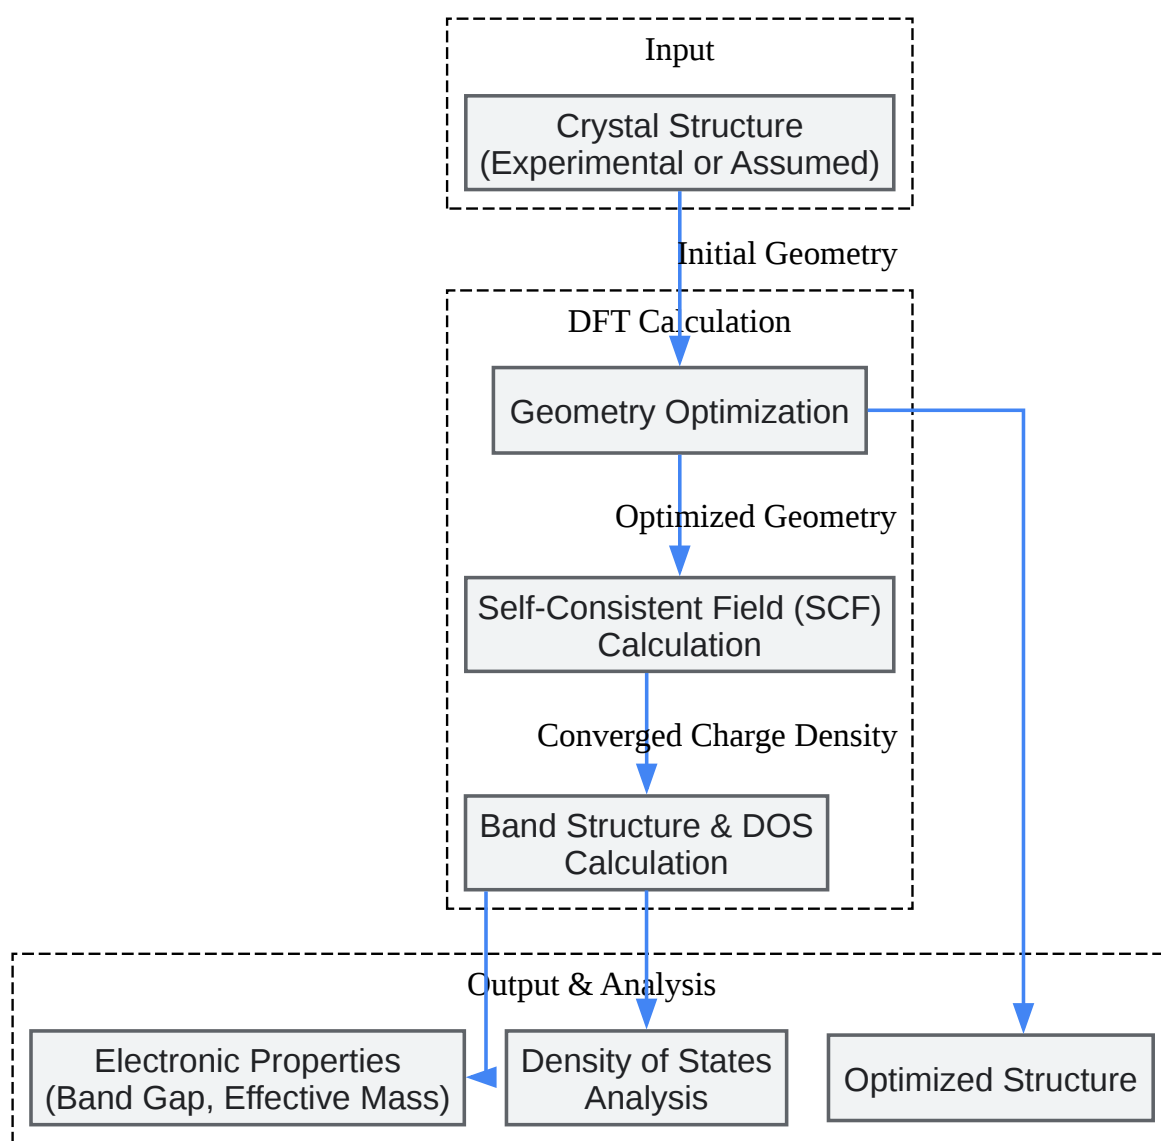 Input
Crystal Structure
(Experimental or Assumed)
Initial Geometry
DFT Calculation
Geometry Optimization
Optimized Geometry
Self-Consistent Field (SCF)
Calculation
Converged Charge Density
Band Structure & DOS
Calculation
Output & Analysis
Electronic Properties
(Band Gap, Effective Mass)
Density of States
Analysis
Optimized Structure